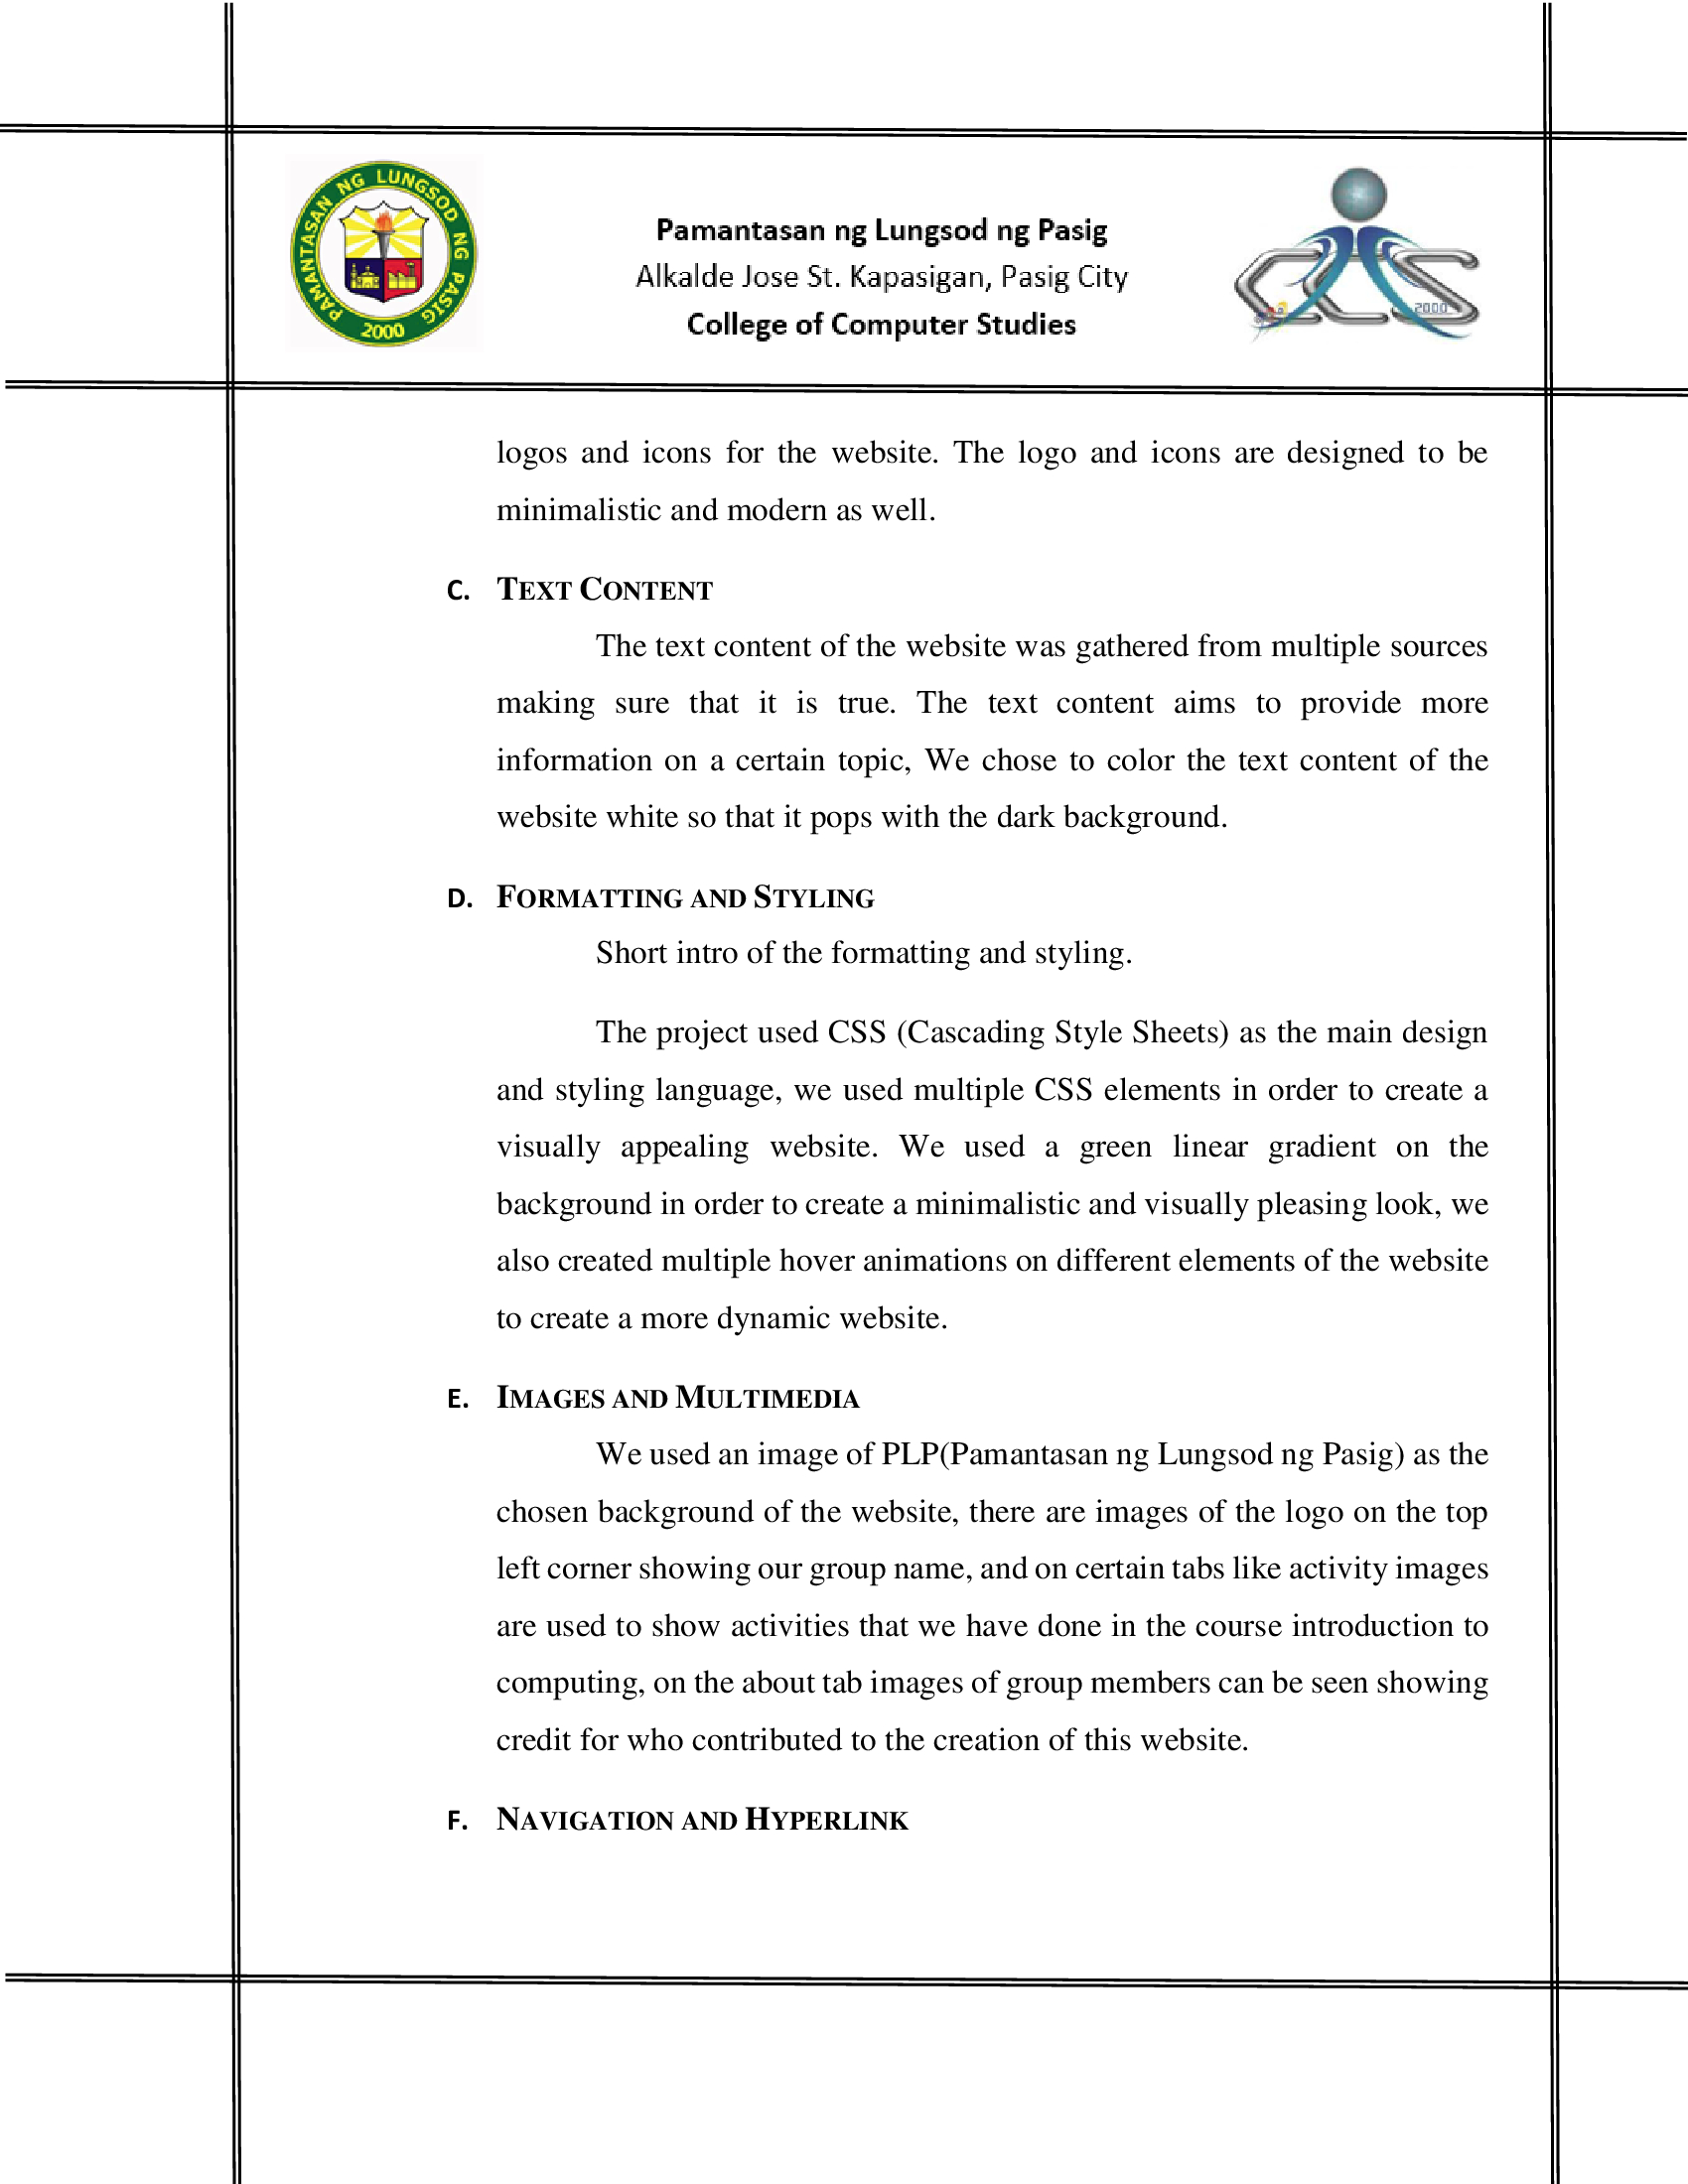 PAMANTASAN NG LUNGSOD NG PASIG
2000
Pamantasan ng Lungsod ng Pasig
Alkalde Jose St. Kapasigan, Pasig City
College of Computer Studies
CCS
2000
logos and icons for the website. The logo and icons are designed to be
minimalistic and modern as well.
C. TEXT CONTENT
The text content of the website was gathered from multiple sources
making sure that it is true. The text content aims to provide more
information on a certain topic, We chose to color the text content of the
website white so that it pops with the dark background.
D. FORMATTING AND STYLING
Short intro of the formatting and styling.
The project used CSS (Cascading Style Sheets) as the main design
and styling language, we used multiple CSS elements in order to create a
visually appealing website. We used a green linear gradient on the
background in order to create a minimalistic and visually pleasing look, we
also created multiple hover animations on different elements of the website
to create a more dynamic website.
E. IMAGES AND MULTIMEDIA
We used an image of PLP(Pamantasan ng Lungsod ng Pasig) as the
chosen background of the website, there are images of the logo on the top
left corner showing our group name, and on certain tabs like activity images
are used to show activities that we have done in the course introduction to
computing, on the about tab images of group members can be seen showing
credit for who contributed to the creation of this website.
F. NAVIGATION AND HYPERLINK